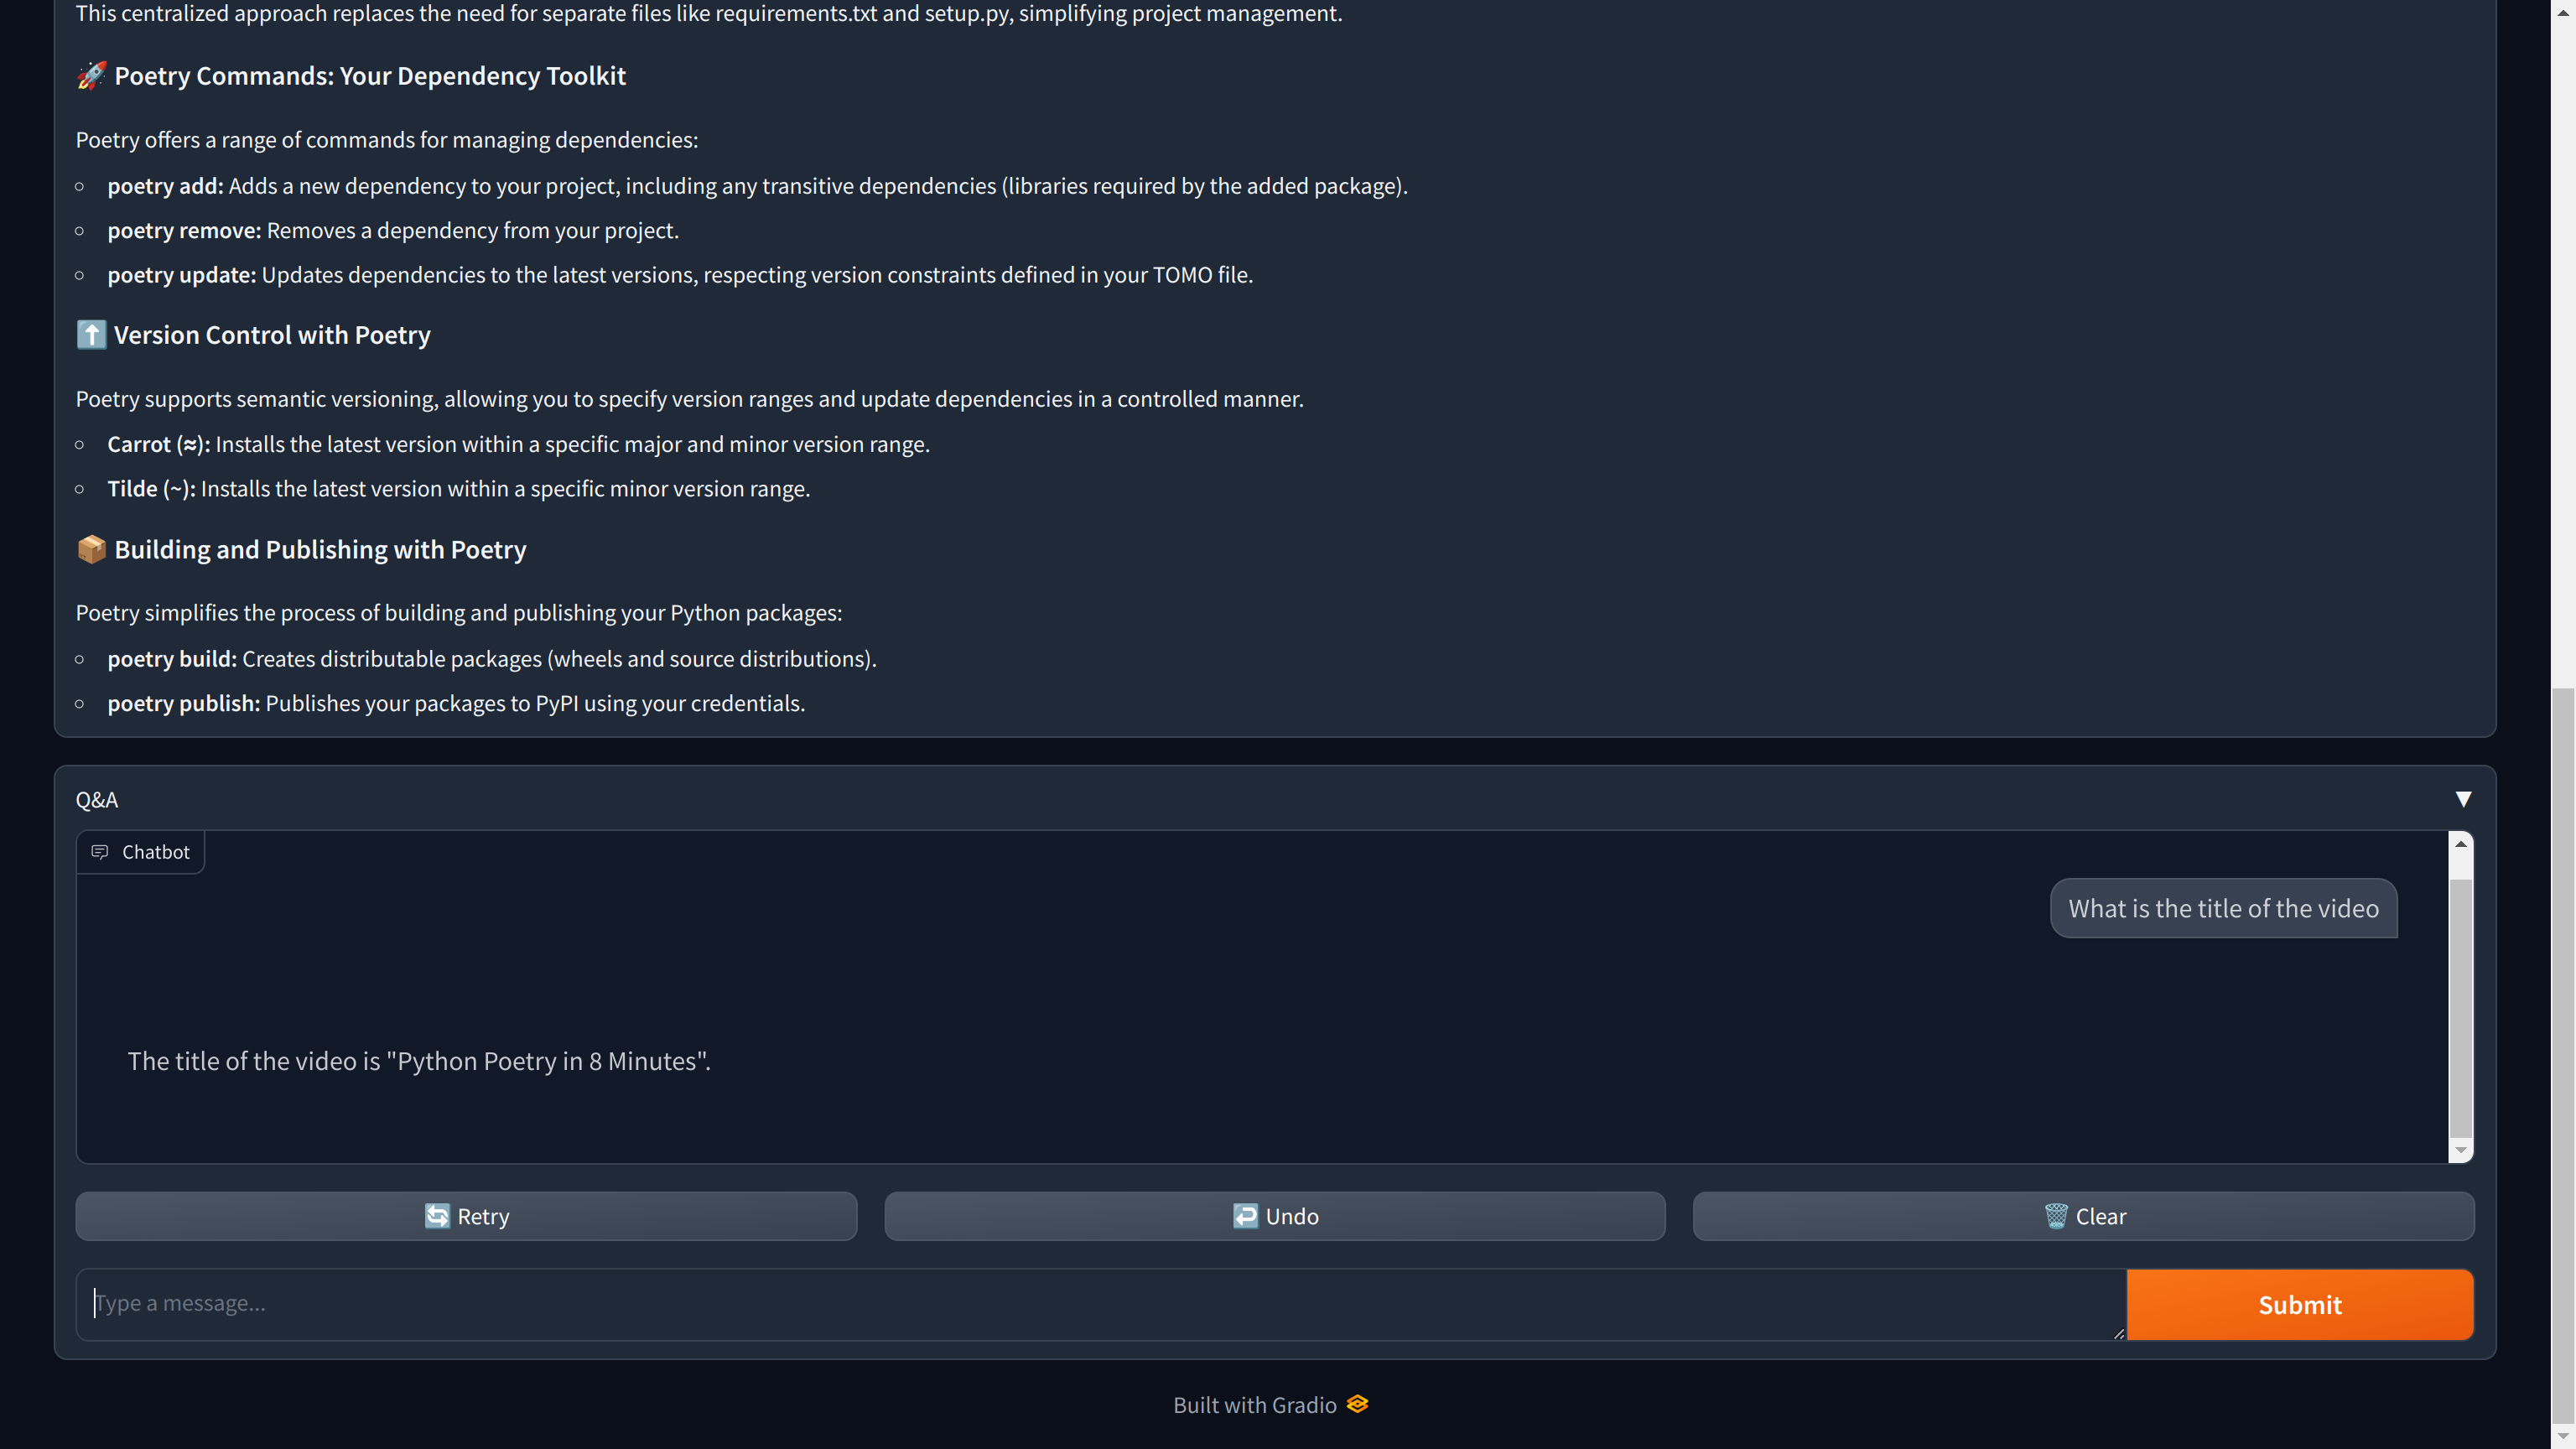 This centralized approach replaces the need for separate files like requirements.txt and setup.py, simplifying project management.
🚀 Poetry Commands: Your Dependency Toolkit
Poetry offers a range of commands for managing dependencies:
poetry add: Adds a new dependency to your project, including any transitive dependencies (libraries required by the added package).
poetry remove: Removes a dependency from your project.
poetry update: Updates dependencies to the latest versions, respecting version constraints defined in your TOMO file.
⬆️ Version Control with Poetry
Poetry supports semantic versioning, allowing you to specify version ranges and update dependencies in a controlled manner.
Carrot (≈): Installs the latest version within a specific major and minor version range.
Tilde (~): Installs the latest version within a specific minor version range.
📦 Building and Publishing with Poetry
Poetry simplifies the process of building and publishing your Python packages:
poetry build: Creates distributable packages (wheels and source distributions).
poetry publish: Publishes your packages to PyPI using your credentials.
Q&A
Chatbot
What is the title of the video
The title of the video is "Python Poetry in 8 Minutes".
🔄 Retry
↩️ Undo
🗑️ Clear
Type a message...
Submit
Built with Gradio